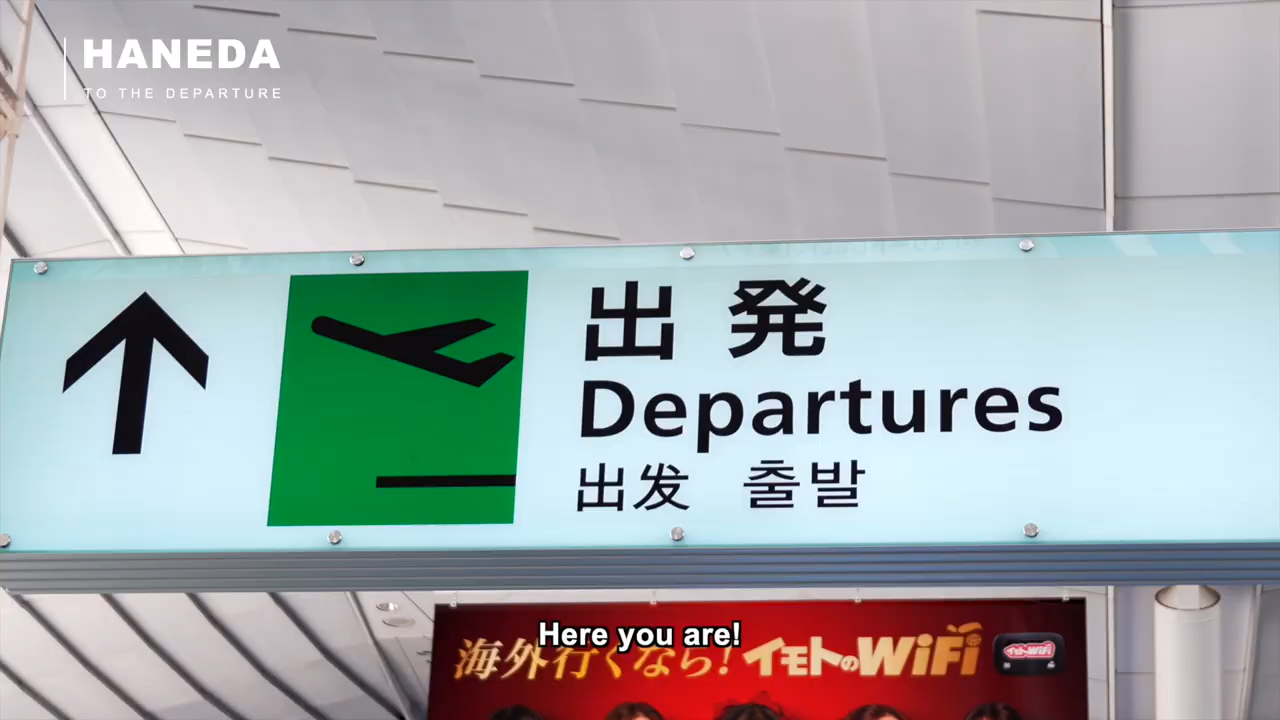 HANEDA
TO THE DEPARTURE
出発
Departures
出发 출발
Here you are!
海外行くなら! イモトのWiFi
イモトのWiFi